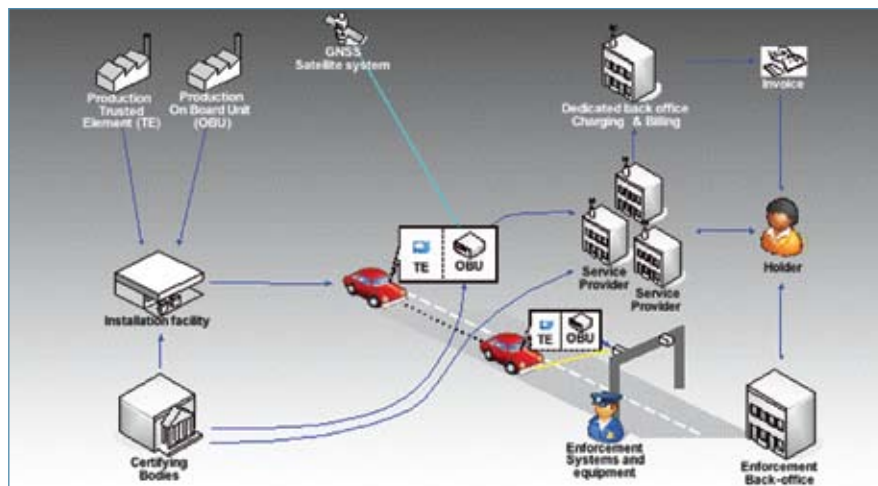 GNSS
Satellite system
Production
Trusted
Element (TE)
Production
On Board Unit
(OBU)
Dedicated back office
Charging & Billing
Invoice
TE
OBU
Service
Provider
Service
Provider
Holder
Installation facility
TE
OBU
Certifying
Bodies
Enforcement
Systems and
equipment
Enforcement
Back-office